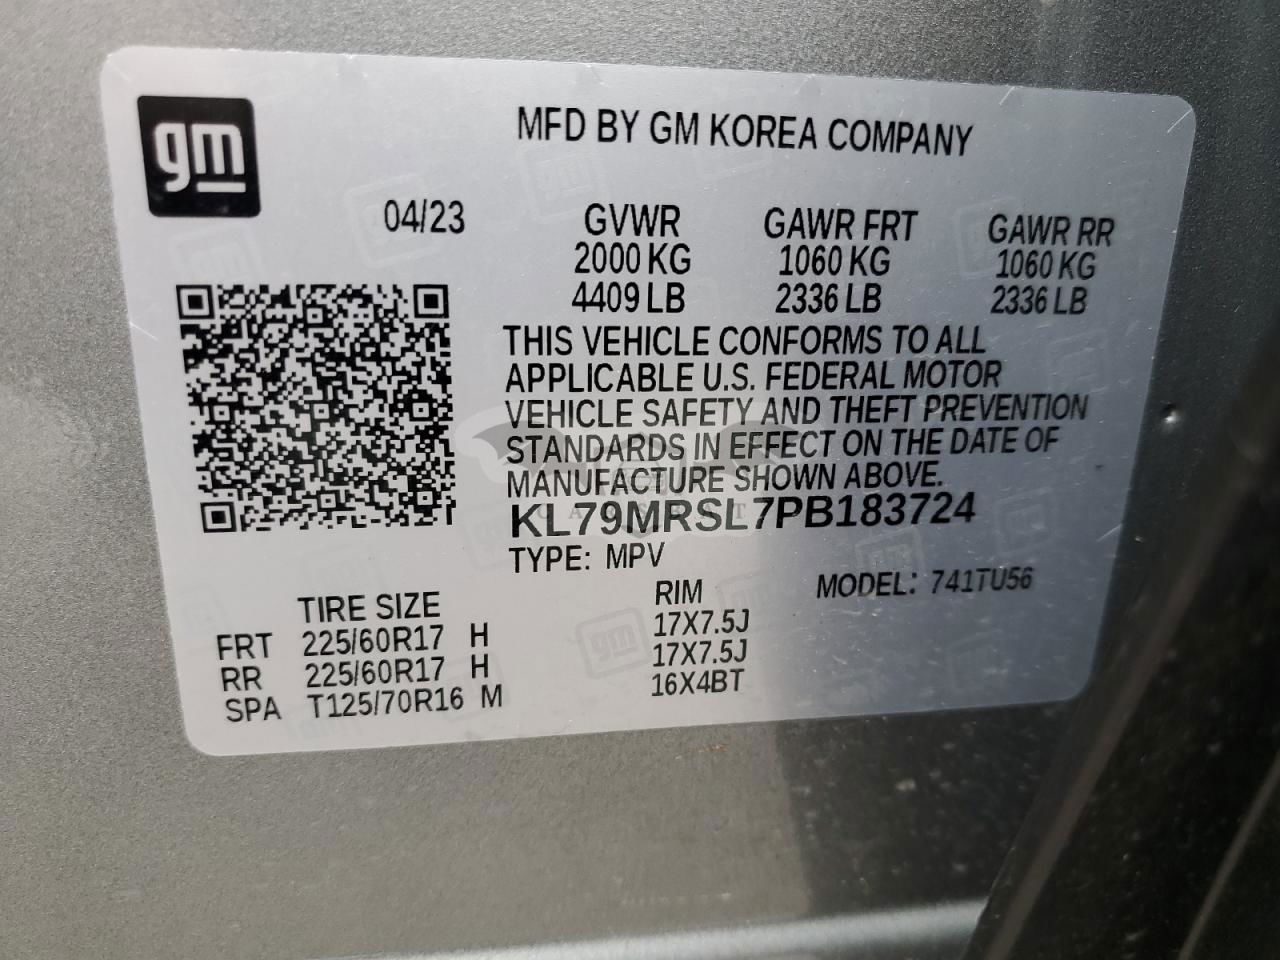 gm
MFD BY GM KOREA COMPANY
04/23 GVWR GAWR FRT GAWR RR
2000 KG 1060 KG 1060 KG
4409 LB 2336 LB 2336 LB
THIS VEHICLE CONFORMS TO ALL
APPLICABLE U.S. FEDERAL MOTOR
VEHICLE SAFETY AND THEFT PREVENTION
STANDARDS IN EFFECT ON THE DATE OF
MANUFACTURE SHOWN ABOVE.
KL79MRSL7PB183724
TYPE: MPV MODEL: 741TU56
TIRE SIZE RIM
FRT 225/60R17 H 17X7.5J
RR 225/60R17 H 17X7.5J
SPA T125/70R16 M 16X4BT